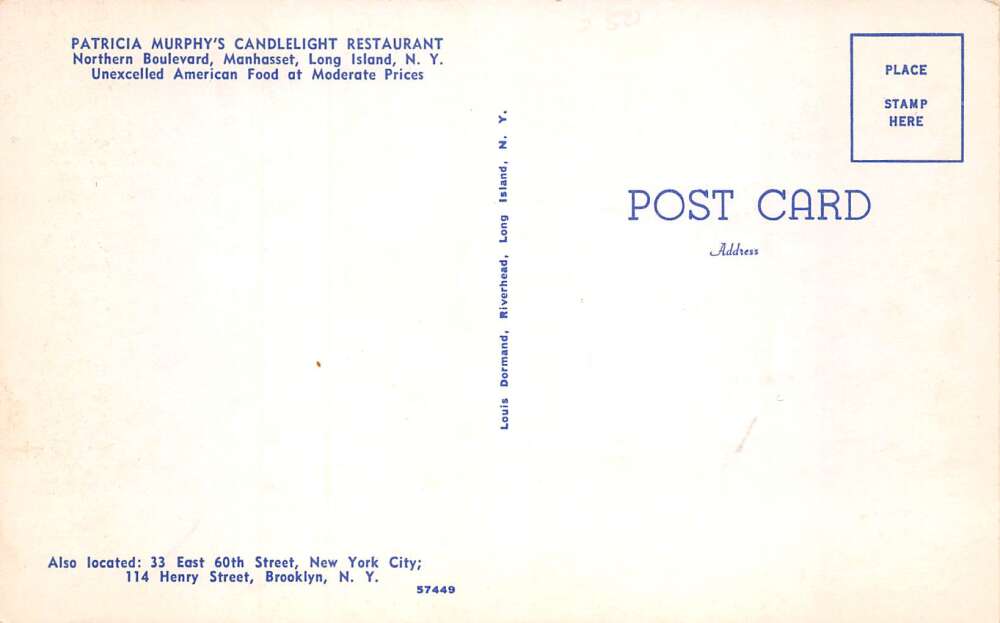 PATRICIA MURPHY'S CANDLELIGHT RESTAURANT
Northern Boulevard, Manhasset, Long Island, N. Y.
Unexcelled American Food at Moderate Prices
Also located: 33 East 60th Street, New York City;
114 Henry Street, Brooklyn, N. Y.
57449
Louis Dormand, Riverhead, Long Island, N. Y.
PLACE
STAMP
HERE
POST CARD
Address